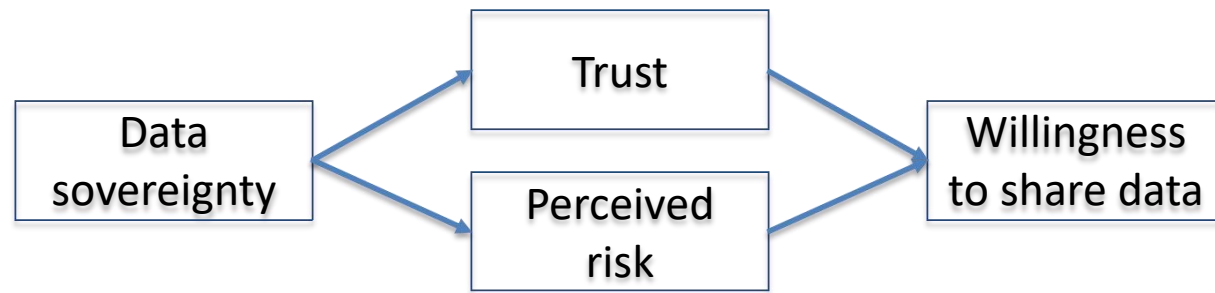 Data
sovereignty
Trust
Perceived
risk
Willingness
to share data